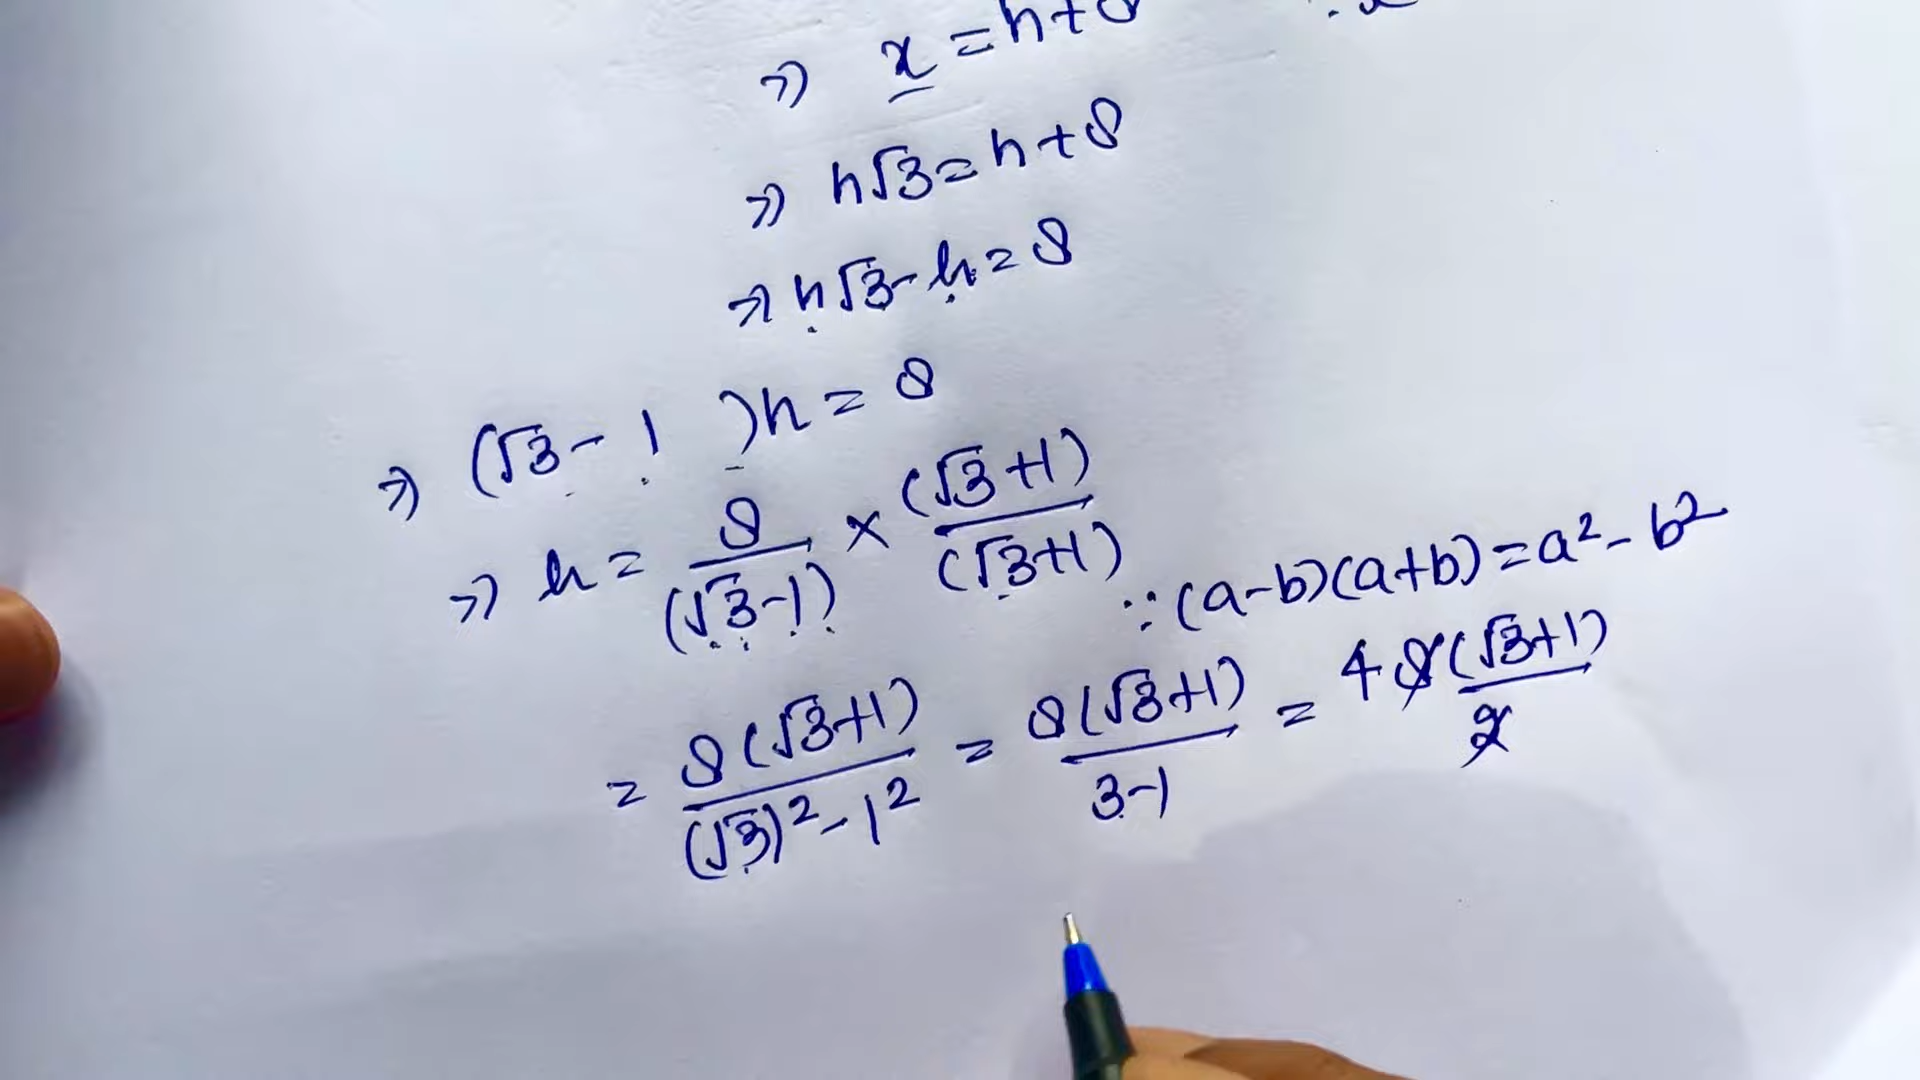 ⇒ x = h+8
⇒ h√3 = h+8
⇒ h√3 - h = 8
⇒ (√3 - 1 )h = 8
⇒ h = 8/(√3-1) × (√3+1)/(√3+1)
∵ (a-b)(a+b) = a² - b²
= 8(√3+1)/(√3)²-1² = 8(√3+1)/3-1 = 4 8(√3+1)/2